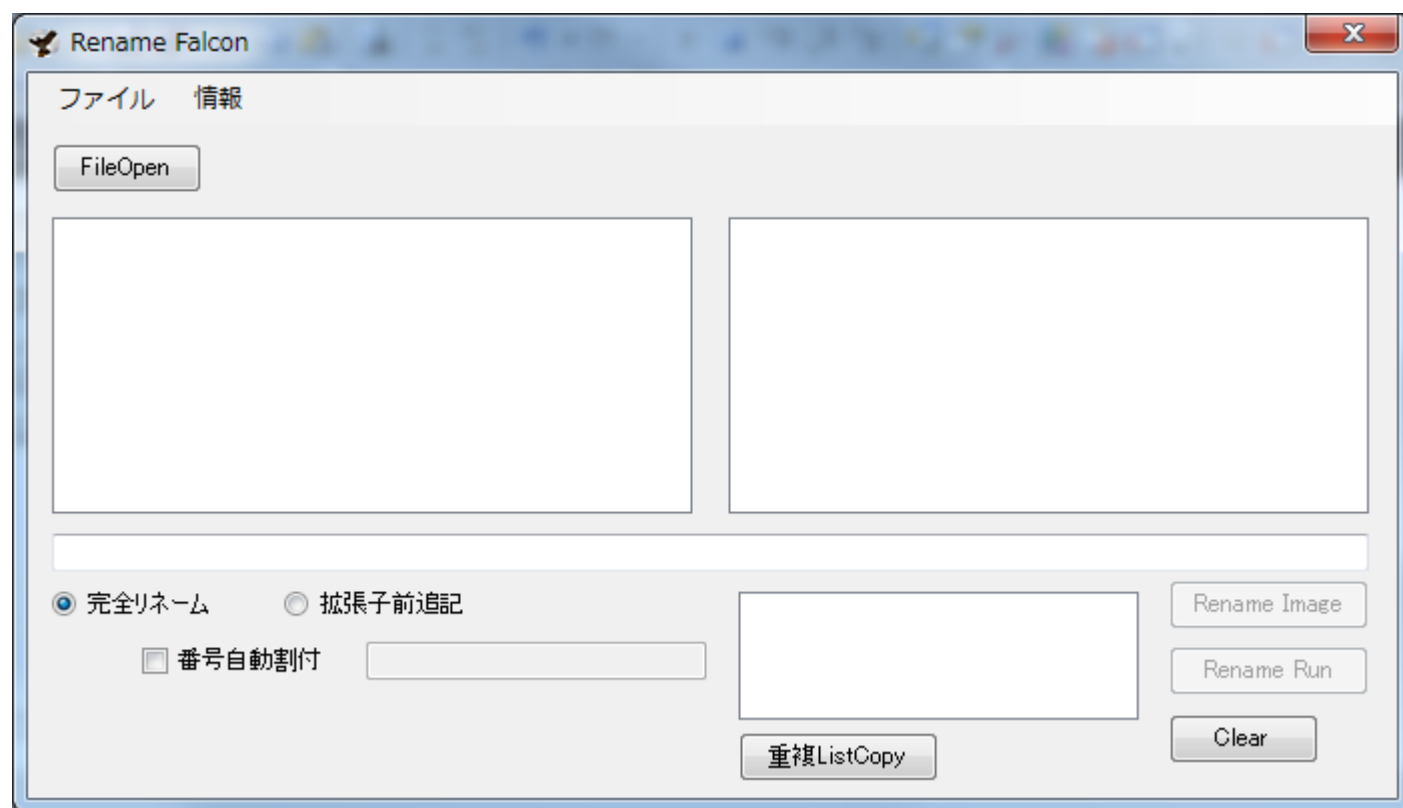 Rename Falcon
ファイル 情報
FileOpen
完全リネーム 拡張子前追記
Rename Image
番号自動割付
Rename Run
Clear
重複ListCopy